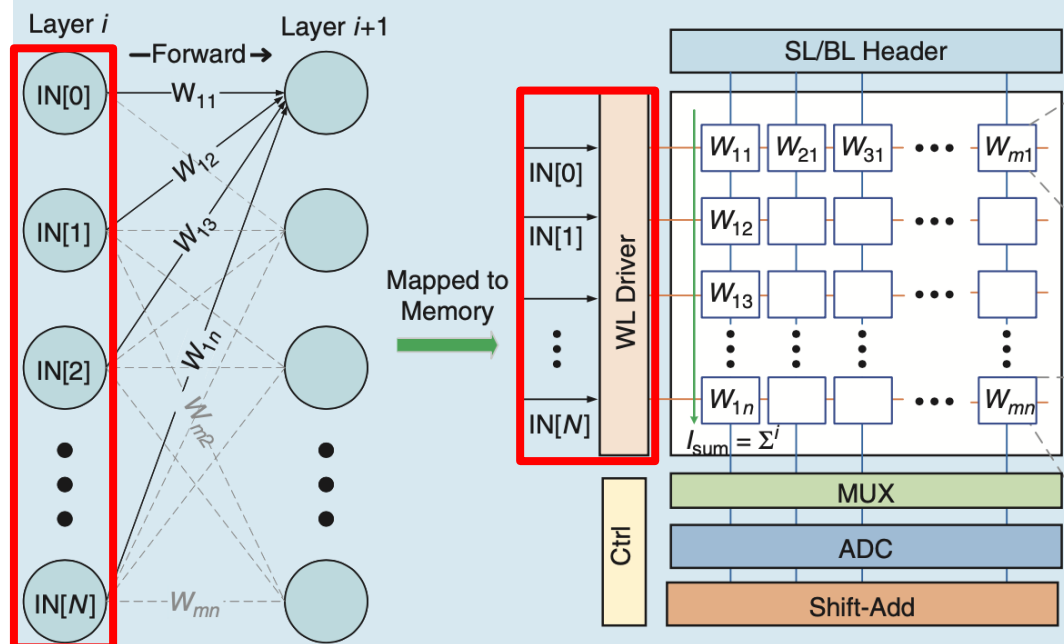 Layer i
Layer i+1
Forward
IN[0]
IN[1]
IN[2]
IN[N]
W11
W12
W13
W1n
Wm2
Wmn
Mapped to
Memory
IN[0]
IN[1]
IN[N]
WL Driver
Ctrl
SL/BL Header
W11 W21 W31 ••• Wm1
W12 •••
W13 •••
W1n ••• Wmn
Isum = Σi
MUX
ADC
Shift-Add